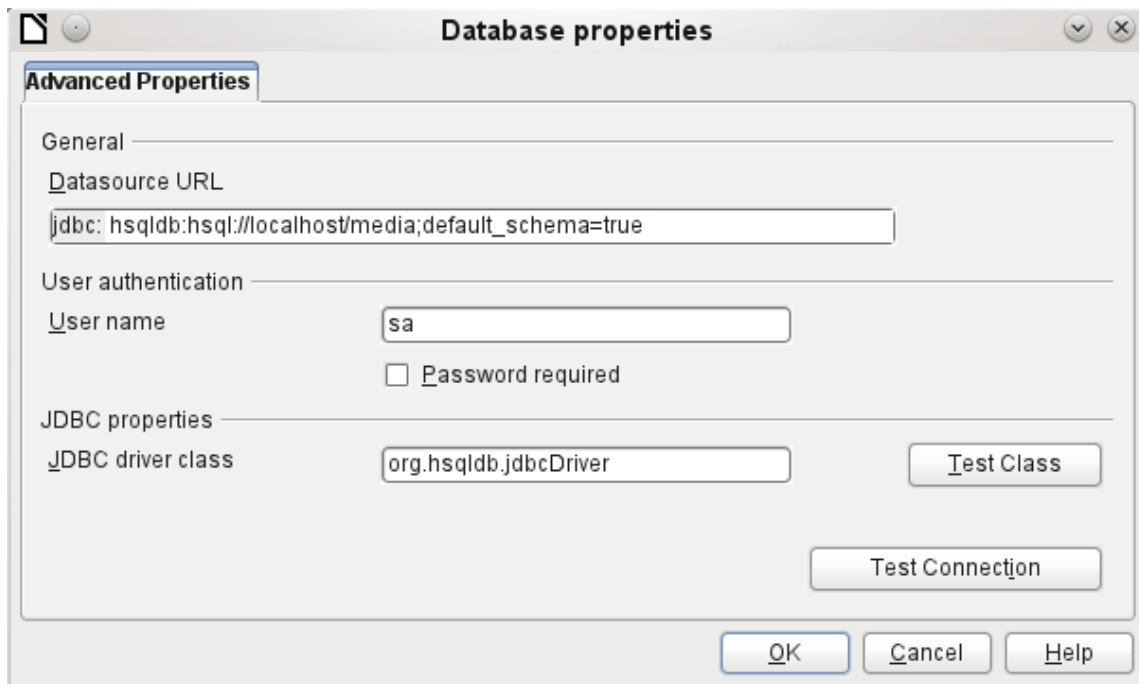 Database properties
Advanced Properties
General
Datasource URL
jdbc: hsqldb:hsql://localhost/media;default_schema=true
User authentication
User name
sa
Password required
JDBC properties
JDBC driver class
org.hsqldb.jdbcDriver
Test Class
Test Connection
OK
Cancel
Help